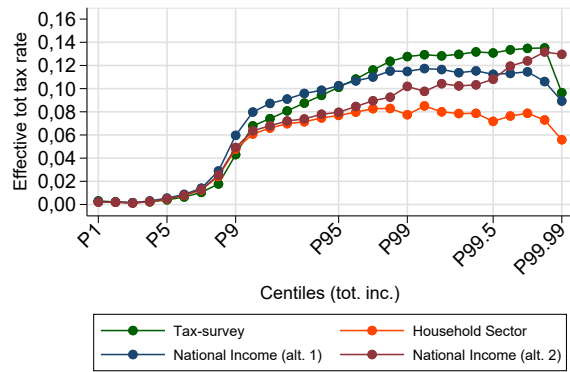 Effective tot tax rate
0,16
0,14
0,12
0,10
0,08
0,06
0,04
0,02
0,00
P1
P5
P9
P95
P99
P99.5
P99.99
Centiles (tot. inc.)
Tax-survey
Household Sector
National Income (alt. 1)
National Income (alt. 2)